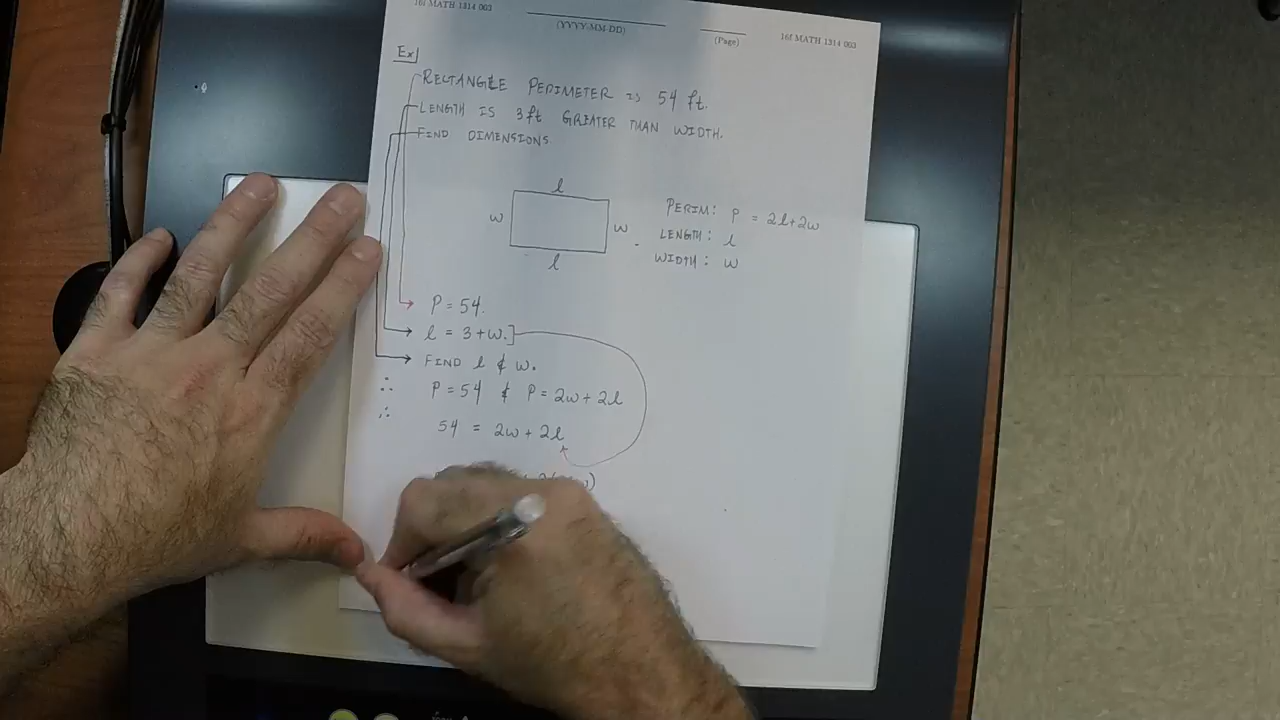 16f MATH 1314 003
(YYYY-MM-DD)
(Page)
16f MATH 1314 003
Ex]
RECTANGLE PERIMETER IS 54 ft.
LENGTH IS 3ft GREATER THAN WIDTH.
FIND DIMENSIONS
l
w
w
l
PERIM: P = 2l+2w
LENGTH: l
WIDTH: w
P = 54.
l = 3+w.]
FIND l & w.
∴ P = 54 & P = 2w + 2l
∴ 54 = 2w + 2l